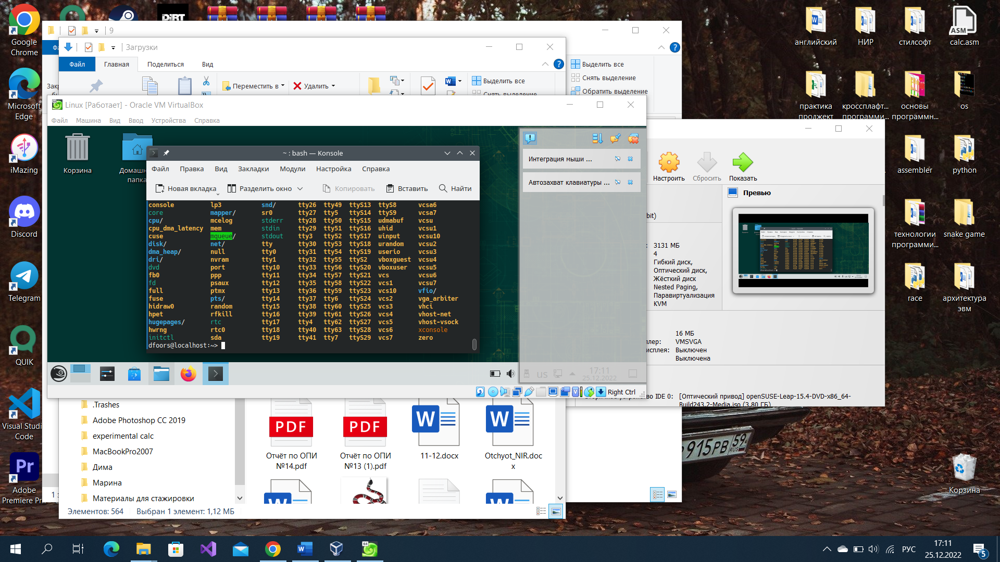 Google
Chrome
Microsoft
Edge
iMazing
Discord
Telegram
QUIK
Visual Studi
Code
Adobe
Premiere Pr...
DiRT
9
Загрузки
Файл
Главная
Поделиться
Вид
Переместить в
Удалить
Выделить все
Выделить все
Снять выделение
Обратить выделение
Linux [Работает] - Oracle VM VirtualBox
Файл Машина Вид Ввод Устройства Справка
Корзина
~ : bash — Konsole
Файл Правка Вид Закладки Модули Настройка Справка
Новая вкладка Разделить окно Копировать Вставить Найти
console lp3 snd/ tty26 tty49 ttyS13 ttyS8 vcsa6
core mapper/ sr0 tty27 tty5 ttyS14 ttyS9 vcsa7
cpu/ mcelog stderr tty28 tty50 ttyS15 udmabuf vcsu
cpu_dma_latency mem stdin tty29 tty51 ttyS16 uhid vcsu1
cuse mqueue/ stdout tty3 tty52 ttyS17 uinput vcsu10
disk/ net/ tty tty30 tty53 ttyS18 urandom vcsu2
dma_heap/ null tty0 tty31 tty54 ttyS19 userio vcsu3
dri/ nvram tty1 tty32 tty55 ttyS2 vboxguest vcsu4
dvd port tty10 tty33 tty56 ttyS20 vboxuser vcsu5
fb0 ppp tty11 tty34 tty57 ttyS21 vcs vcsu6
fd psaux tty12 tty35 tty58 ttyS22 vcs1 vcsu7
full ptmx tty13 tty36 tty59 ttyS23 vcs10 vfio/
fuse pts/ tty14 tty37 tty6 ttyS24 vcs2 vga_arbiter
hidraw0 random tty15 tty38 tty60 ttyS25 vcs3 vhci
hpet rfkill tty16 tty39 tty61 ttyS26 vcs4 vhost-net
hugepages/ rtc tty17 tty4 tty62 ttyS27 vcs5 vhost-vsock
hwrng rtc0 tty18 tty40 tty63 ttyS28 vcs6 xconsole
initctl sda tty19 tty41 tty7 ttyS29 vcs7 zero
dfoors@localhost:~>
Интеграция мыши ...
Автозахват клавиатуры ...
us
17:11
25.12.2022
Right Ctrl
Настроить Сбросить Показать
Превью
bit)
3131 МБ
4
Гибкий диск,
Оптический диск,
Жёсткий диск
Nested Paging,
Паравиртуализация
KVM
16 МБ
VMSVGA
Выключен
Выключена
IDE 0: [Оптический привод] openSUSE-Leap-15.4-DVD-x86_64-
Build243.2-Media.iso (3,80 ГБ)
.Trashes
Adobe Photoshop CC 2019
experimental calc
MacBookPro2007
Дима
Марина
Материалы для стажировки
PDF
Отчёт по ОПИ
№14.pdf
PDF
Отчёт по ОПИ
№13 (1).pdf
11-12.docx
Otchyot_NIR.doc
x
Элементов: 564 Выбран 1 элемент: 1,12 МБ
английский
НИР
стилсофт
ASM
calc.asm
практика
проджект
кроссплафт...
программи...
основы
программн...
os
assembler
python
технологии
программи...
snake game
race
архитектура
эвм
915РВ 59
RUS
Корзина
РУС
17:11
25.12.2022
5